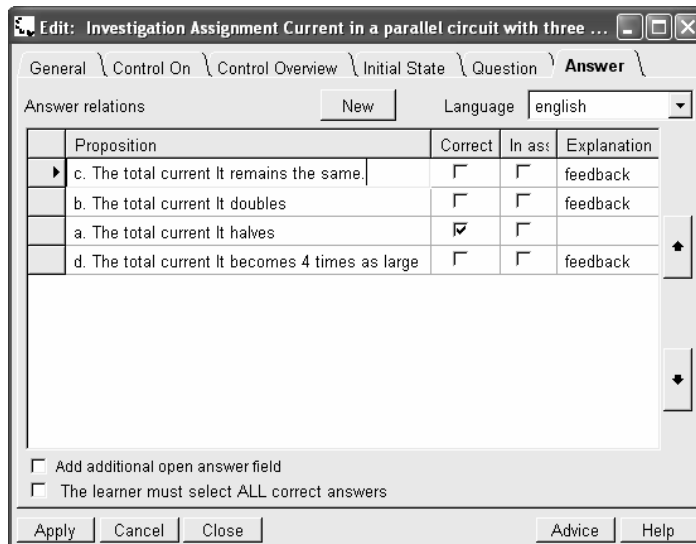 Edit: Investigation Assignment Current in a parallel circuit with three ...
General Control On Control Overview Initial State Question Answer
Answer relations New Language english
Proposition Correct In ass Explanation
c. The total current It remains the same. feedback
b. The total current It doubles feedback
a. The total current It halves
d. The total current It becomes 4 times as large feedback
Add additional open answer field
The learner must select ALL correct answers
Apply Cancel Close Advice Help